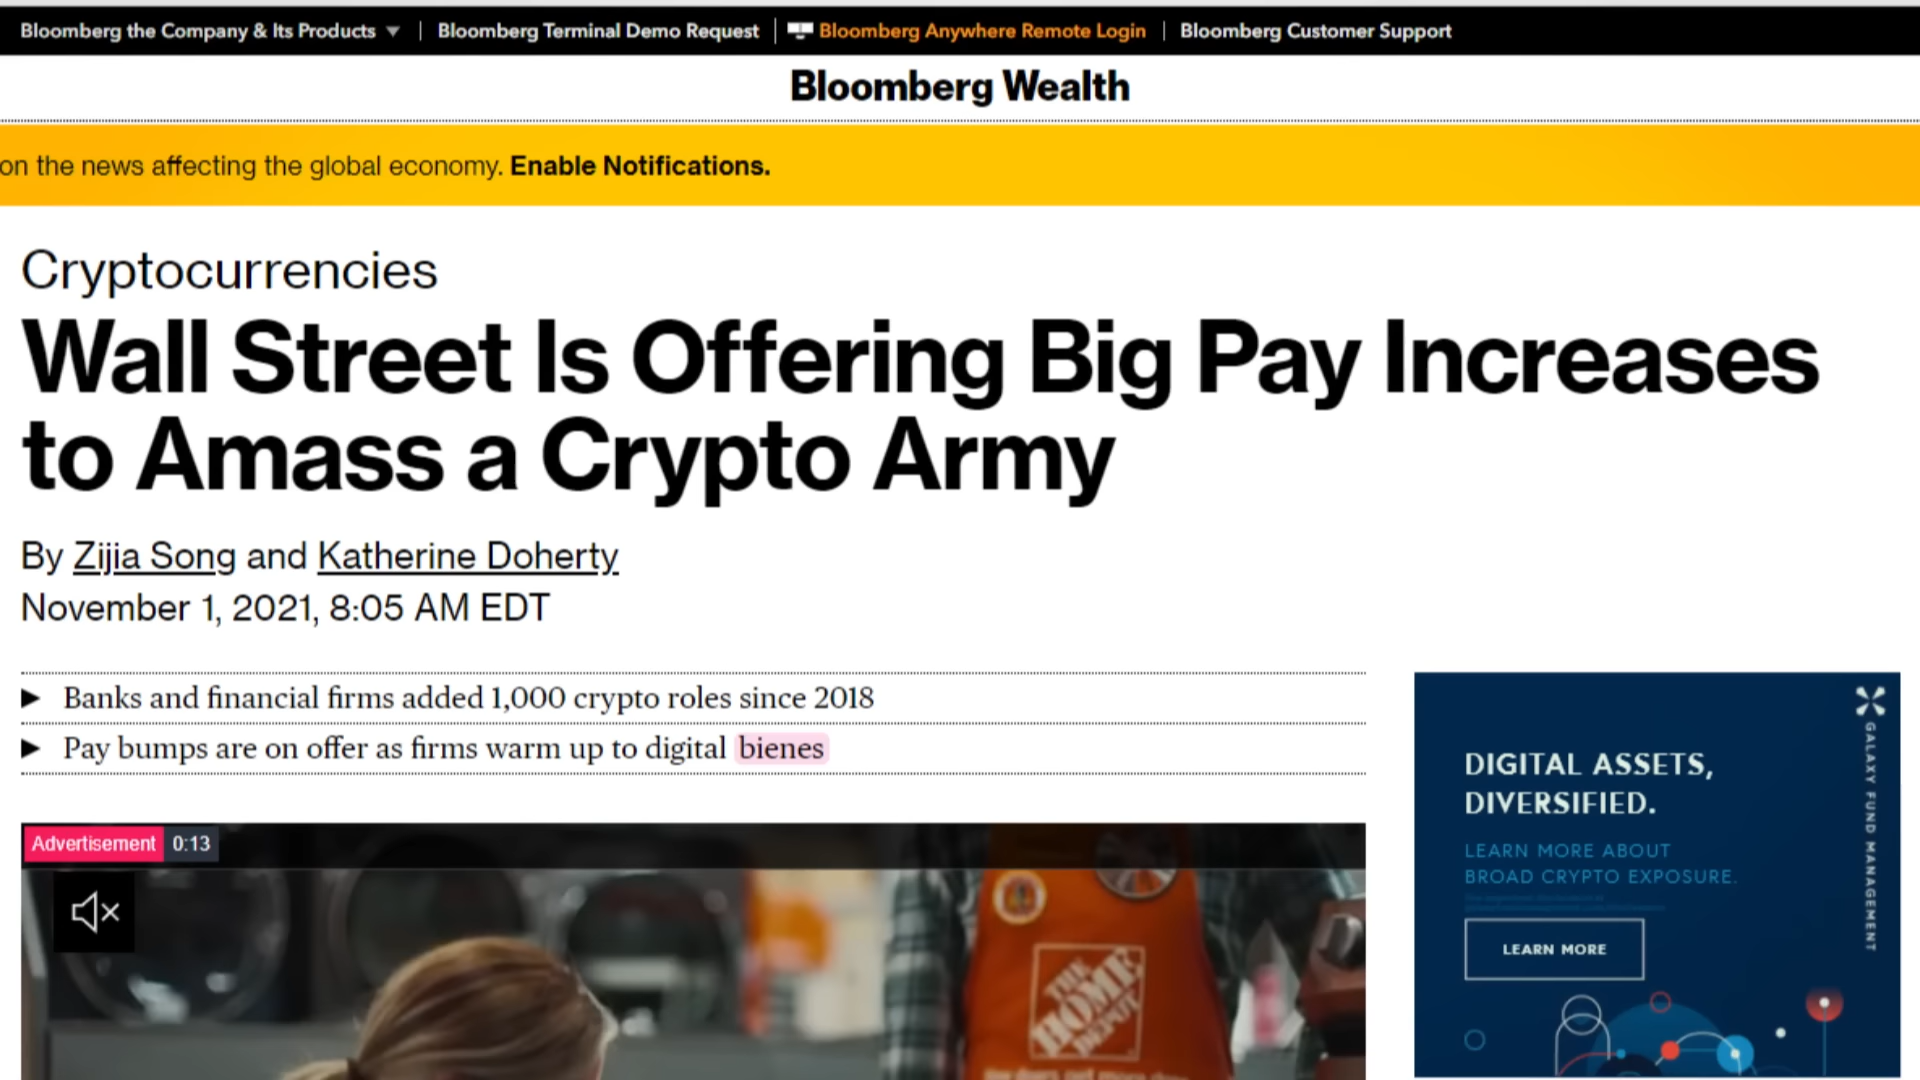 Bloomberg the Company & Its Products
Bloomberg Terminal Demo Request
Bloomberg Anywhere Remote Login
Bloomberg Customer Support
Bloomberg Wealth
on the news affecting the global economy. Enable Notifications.
Cryptocurrencies
Wall Street Is Offering Big Pay Increases
to Amass a Crypto Army
By Zijia Song and Katherine Doherty
November 1, 2021, 8:05 AM EDT
Banks and financial firms added 1,000 crypto roles since 2018
Pay bumps are on offer as firms warm up to digital bienes
Advertisement 0:13
THE
HOME
DEPOT
DIGITAL ASSETS,
DIVERSIFIED.
LEARN MORE ABOUT
BROAD CRYPTO EXPOSURE.
LEARN MORE
GALAXY FUND MANAGEMENT